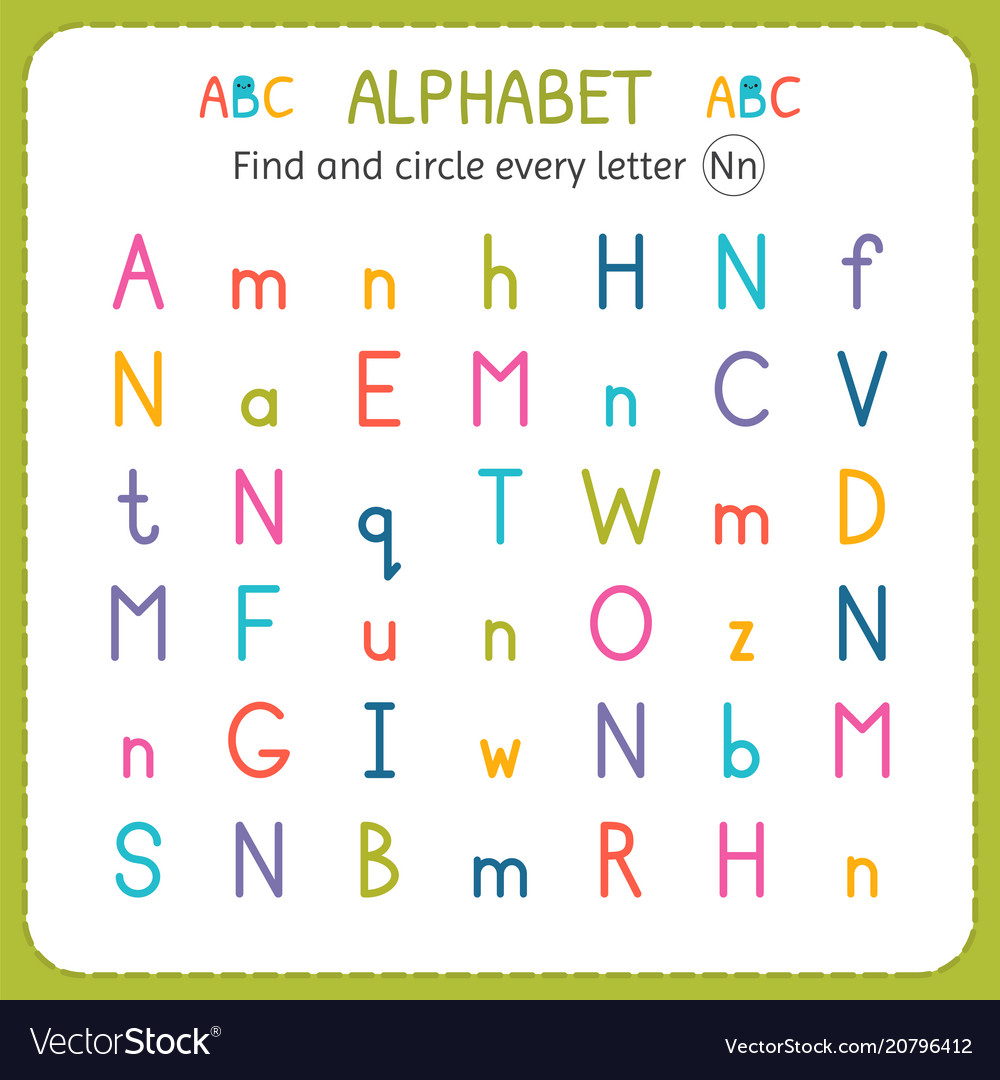 ABC ALPHABET ABC
Find and circle every letter Nn
A m n h H N f
N a E M n C V
t N q T W m D
M F u n O z N
n G I w N b M
S N B m R H n
VectorStock® VectorStock.com/20796412